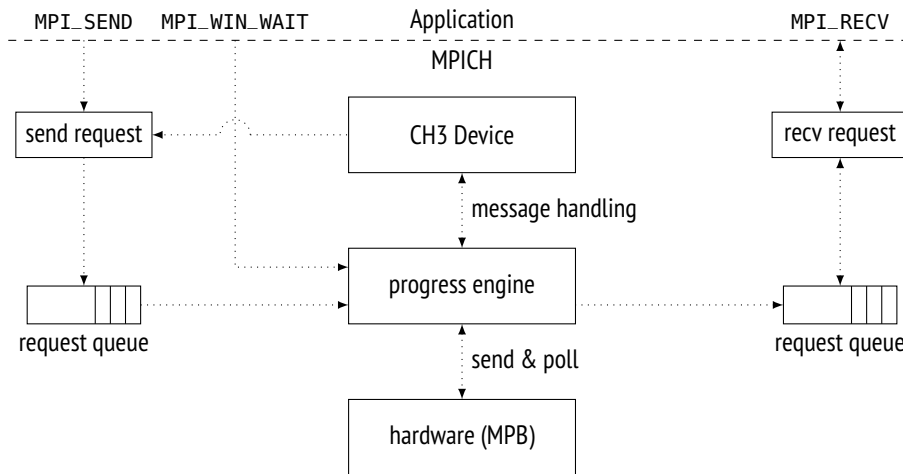 MPI_SEND MPI_WIN_WAIT Application MPI_RECV
MPICH
send request CH3 Device recv request
message handling
progress engine
request queue request queue
send & poll
hardware (MPB)